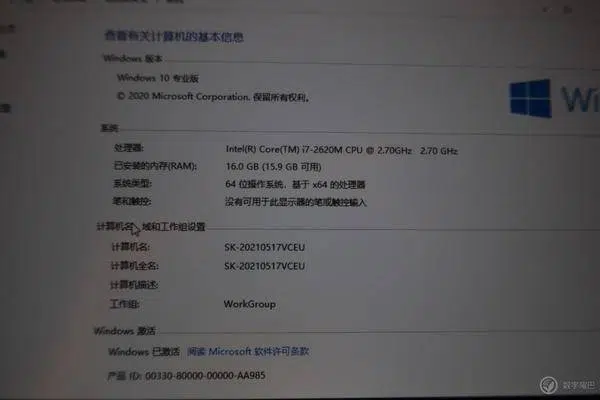 查看有关计算机的基本信息
Windows 版本
Windows 10 专业版
© 2020 Microsoft Corporation. 保留所有权利。
系统
处理器: Intel(R) Core(TM) i7-2620M CPU @ 2.70GHz 2.70 GHz
已安装的内存(RAM): 16.0 GB (15.9 GB 可用)
系统类型: 64 位操作系统, 基于 x64 的处理器
笔和触控: 没有可用于此显示器的笔或触控输入
计算机名、域和工作组设置
计算机名: SK-20210517VCEU
计算机全名: SK-20210517VCEU
计算机描述:
工作组: WorkGroup
Windows 激活
Windows 已激活 阅读 Microsoft 软件许可条款
产品 ID: 00330-80000-00000-AA985
数字尾巴